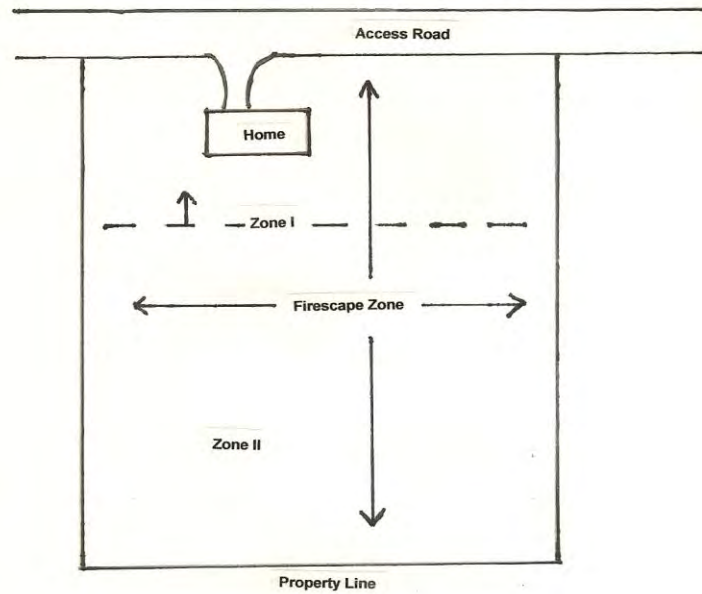 Access Road
Home
Zone I
Firescape Zone
Zone II
Property Line